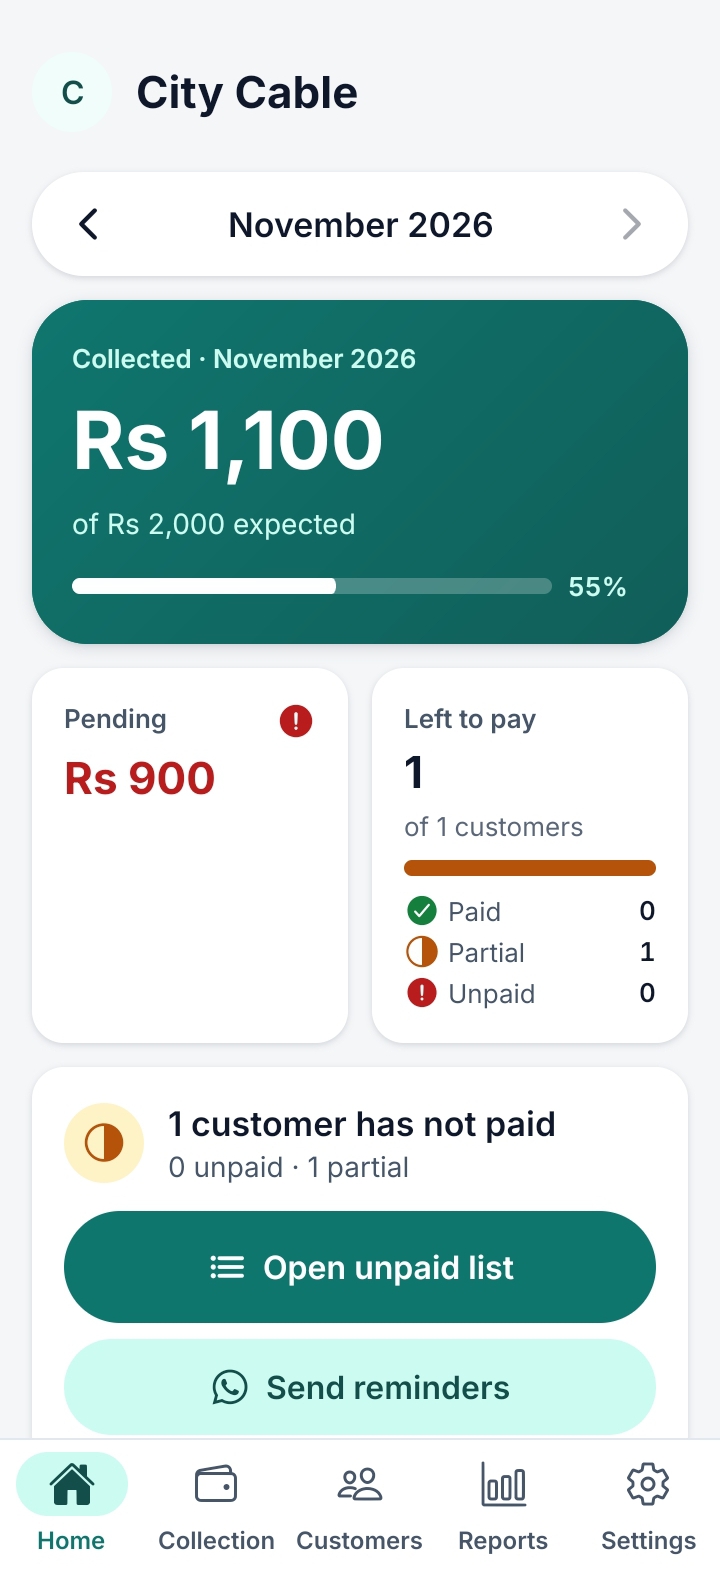 C
City Cable
November 2026
Collected · November 2026
Rs 1,100
of Rs 2,000 expected
55%
Pending
Rs 900
Left to pay
1
of 1 customers
Paid 0
Partial 1
Unpaid 0
1 customer has not paid
0 unpaid · 1 partial
Open unpaid list
Send reminders
Home Collection Customers Reports Settings